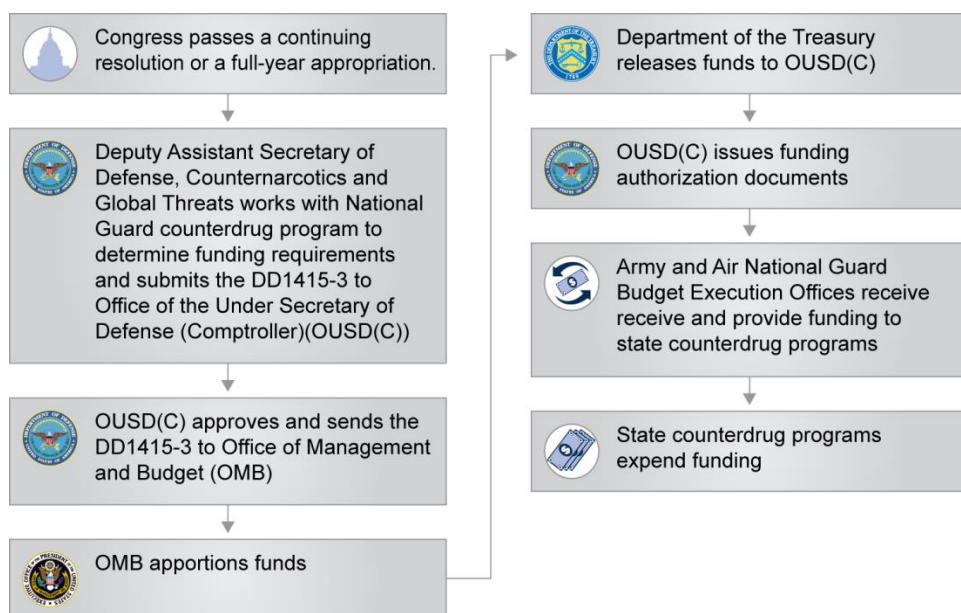 Congress passes a continuing
resolution or a full-year appropriation.
Deputy Assistant Secretary of
Defense, Counternarcotics and
Global Threats works with National
Guard counterdrug program to
determine funding requirements
and submits the DD1415-3 to
Office of the Under Secretary of
Defense (Comptroller)(OUSD(C))
OUSD(C) approves and sends the
DD1415-3 to Office of Management
and Budget (OMB)
OMB apportions funds
Department of the Treasury
releases funds to OUSD(C)
OUSD(C) issues funding
authorization documents
Army and Air National Guard
Budget Execution Offices receive
receive and provide funding to
state counterdrug programs
State counterdrug programs
expend funding